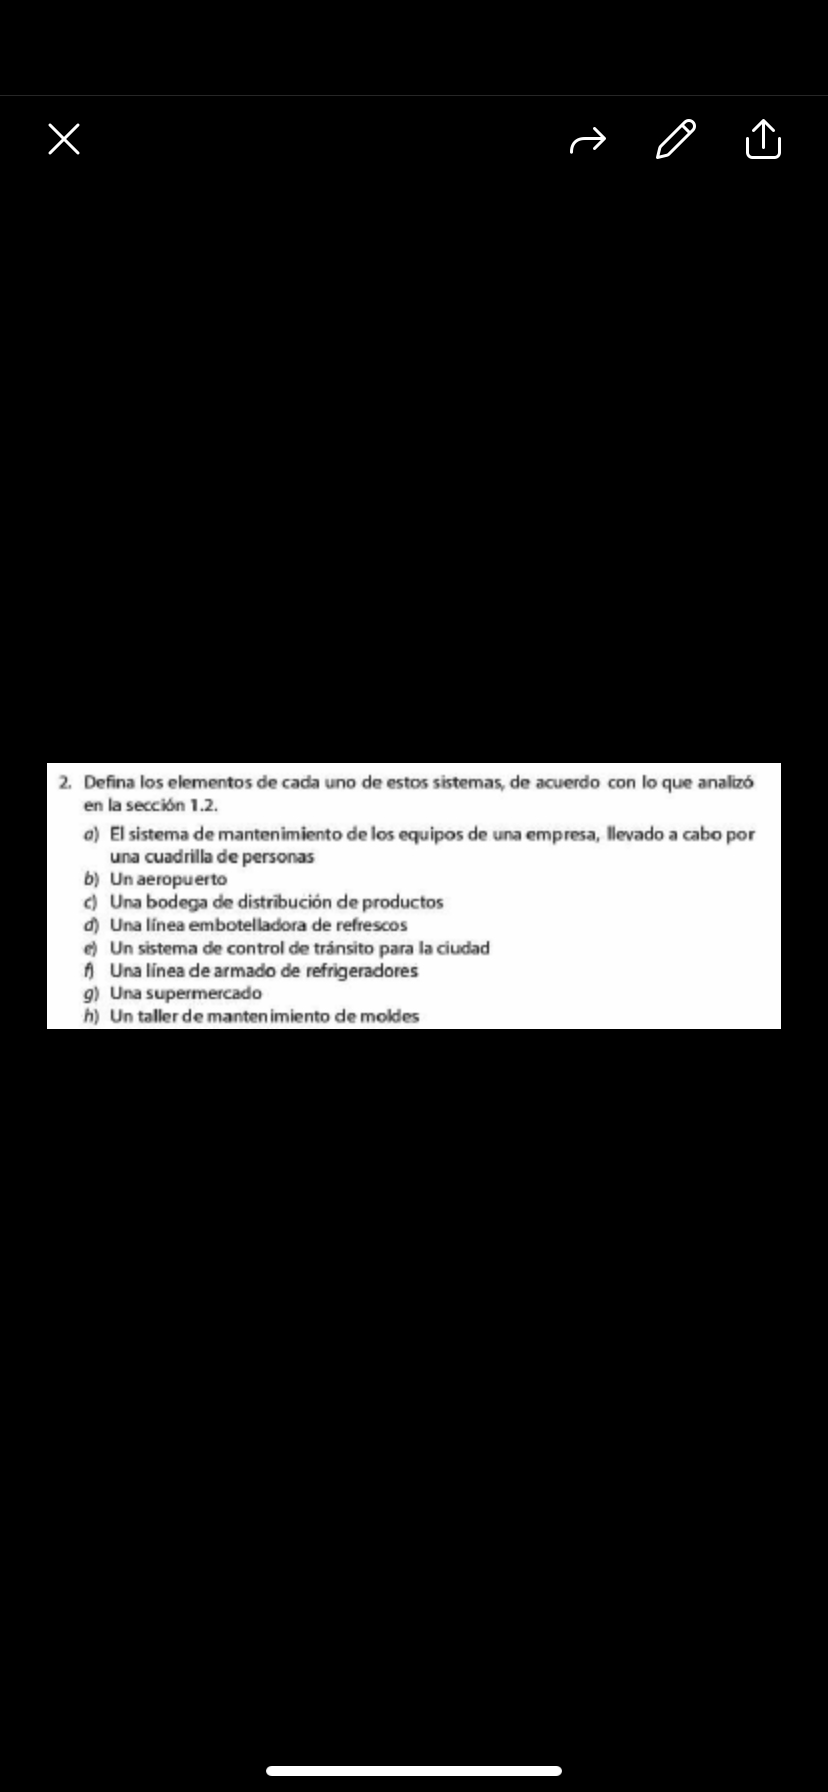 2. Defina los elementos de cada uno de estos sistemas, de acuerdo con lo que analizó
en la sección 1.2.
a) El sistema de mantenimiento de los equipos de una empresa, llevado a cabo por
una cuadrilla de personas
b) Un aeropuerto
c) Una bodega de distribución de productos
d) Una línea embotelladora de refrescos
e) Un sistema de control de tránsito para la ciudad
f) Una línea de armado de refrigeradores
g) Una supermercado
h) Un taller de mantenimiento de moldes